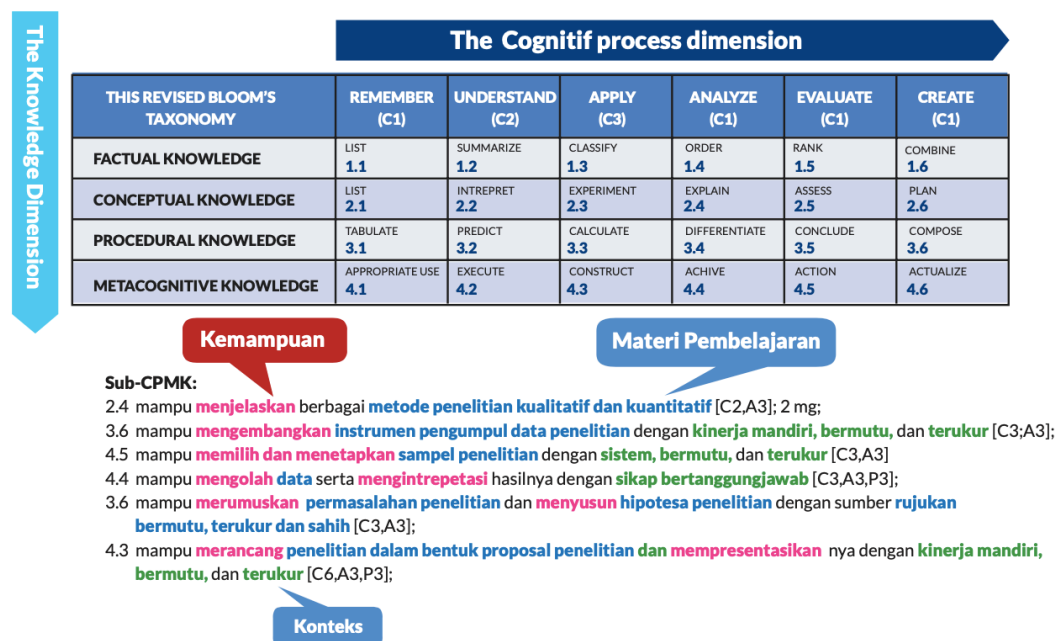 The Knowledge Dimension
The Cognitif process dimension
THIS REVISED BLOOM'S TAXONOMY
REMEMBER (C1)
UNDERSTAND (C2)
APPLY (C3)
ANALYZE (C1)
EVALUATE (C1)
CREATE (C1)
FACTUAL KNOWLEDGE
LIST 1.1
SUMMARIZE 1.2
CLASSIFY 1.3
ORDER 1.4
RANK 1.5
COMBINE 1.6
CONCEPTUAL KNOWLEDGE
LIST 2.1
INTREPRET 2.2
EXPERIMENT 2.3
EXPLAIN 2.4
ASSESS 2.5
PLAN 2.6
PROCEDURAL KNOWLEDGE
TABULATE 3.1
PREDICT 3.2
CALCULATE 3.3
DIFFERENTIATE 3.4
CONCLUDE 3.5
COMPOSE 3.6
METACOGNITIVE KNOWLEDGE
APPROPRIATE USE 4.1
EXECUTE 4.2
CONSTRUCT 4.3
ACHIVE 4.4
ACTION 4.5
ACTUALIZE 4.6
Kemampuan
Materi Pembelajaran
Sub-CPMK:
2.4 mampu menjelaskan berbagai metode penelitian kualitatif dan kuantitatif [C2,A3]; 2 mg;
3.6 mampu mengembangkan instrumen pengumpul data penelitian dengan kinerja mandiri, bermutu, dan terukur [C3;A3];
4.5 mampu memilih dan menetapkan sampel penelitian dengan sistem, bermutu, dan terukur [C3,A3]
4.4 mampu mengolah data serta mengintrepetasi hasilnya dengan sikap bertanggungjawab [C3,A3,P3];
3.6 mampu merumuskan permasalahan penelitian dan menyusun hipotesa penelitian dengan sumber rujukan
bermutu, terukur dan sahih [C3,A3];
4.3 mampu merancang penelitian dalam bentuk proposal penelitian dan mempresentasikan nya dengan kinerja mandiri,
bermutu, dan terukur [C6,A3,P3];
Konteks